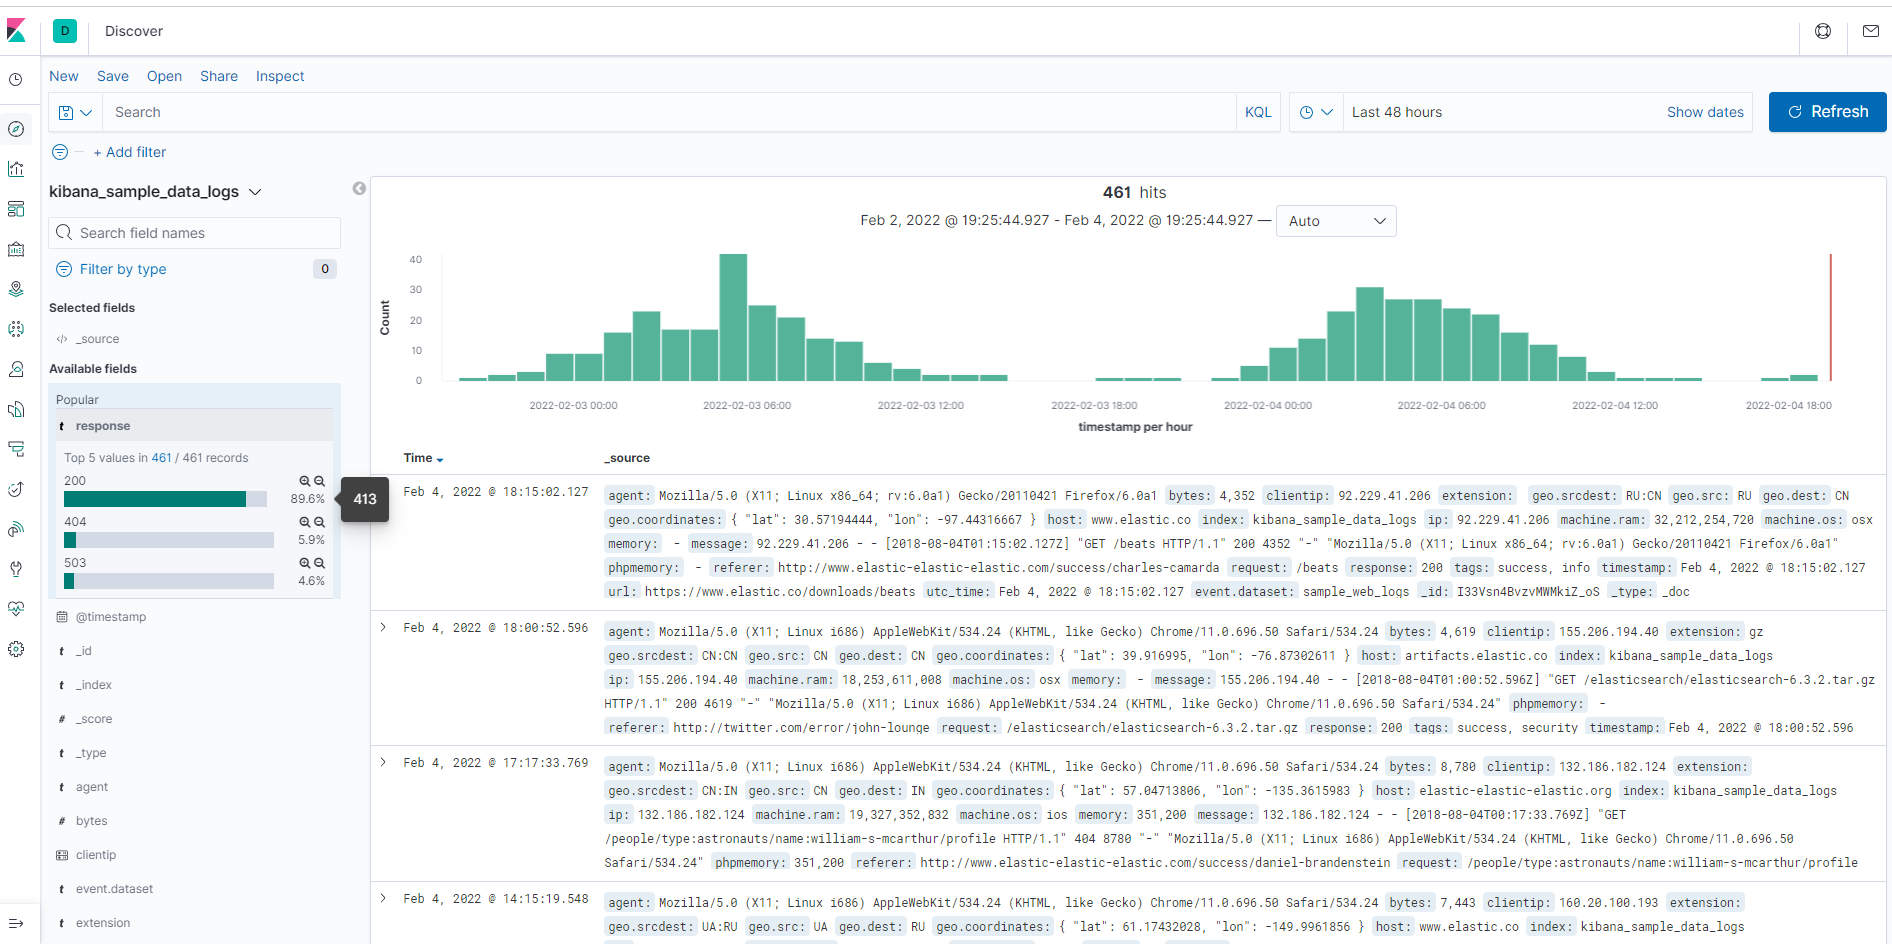 D Discover
New Save Open Share Inspect
Search KQL Last 48 hours Show dates Refresh
+ Add filter
kibana_sample_data_logs
Search field names
Filter by type 0
Selected fields
_source
Available fields
Popular
t response
Top 5 values in 461 / 461 records
200
89.6%
413
404
5.9%
503
4.6%
@timestamp
t _id
t _index
# _score
t _type
t agent
# bytes
clientip
t event.dataset
t extension
461 hits
Feb 2, 2022 @ 19:25:44.927 - Feb 4, 2022 @ 19:25:44.927 — Auto
Count
40
30
20
10
0
2022-02-03 00:00 2022-02-03 06:00 2022-02-03 12:00 2022-02-03 18:00 2022-02-04 00:00 2022-02-04 06:00 2022-02-04 12:00 2022-02-04 18:00
timestamp per hour
Time _source
Feb 4, 2022 @ 18:15:02.127
agent: Mozilla/5.0 (X11; Linux x86_64; rv:6.0a1) Gecko/20110421 Firefox/6.0a1 bytes: 4,352 clientip: 92.229.41.206 extension: geo.srcdest: RU:CN geo.src: RU geo.dest: CN
geo.coordinates: { "lat": 30.57194444, "lon": -97.44316667 } host: www.elastic.co index: kibana_sample_data_logs ip: 92.229.41.206 machine.ram: 32,212,254,720 machine.os: osx
memory: - message: 92.229.41.206 - - [2018-08-04T01:15:02.127Z] "GET /beats HTTP/1.1" 200 4352 "-" "Mozilla/5.0 (X11; Linux x86_64; rv:6.0a1) Gecko/20110421 Firefox/6.0a1"
phpmemory: - referer: http://www.elastic-elastic-elastic.com/success/charles-camarda request: /beats response: 200 tags: success, info timestamp: Feb 4, 2022 @ 18:15:02.127
url: https://www.elastic.co/downloads/beats utc_time: Feb 4, 2022 @ 18:15:02.127 event.dataset: sample_web_logs _id: I33Vsn4BvzvMWMkiZ_oS _type: _doc
Feb 4, 2022 @ 18:00:52.596
agent: Mozilla/5.0 (X11; Linux i686) AppleWebKit/534.24 (KHTML, like Gecko) Chrome/11.0.696.50 Safari/534.24 bytes: 4,619 clientip: 155.206.194.40 extension: gz
geo.srcdest: CN:CN geo.src: CN geo.dest: CN geo.coordinates: { "lat": 39.916995, "lon": -76.87302611 } host: artifacts.elastic.co index: kibana_sample_data_logs
ip: 155.206.194.40 machine.ram: 18,253,611,008 machine.os: osx memory: - message: 155.206.194.40 - - [2018-08-04T01:00:52.596Z] "GET /elasticsearch/elasticsearch-6.3.2.tar.gz
HTTP/1.1" 200 4619 "-" "Mozilla/5.0 (X11; Linux i686) AppleWebKit/534.24 (KHTML, like Gecko) Chrome/11.0.696.50 Safari/534.24" phpmemory: -
referer: http://twitter.com/error/john-lounge request: /elasticsearch/elasticsearch-6.3.2.tar.gz response: 200 tags: success, security timestamp: Feb 4, 2022 @ 18:00:52.596
Feb 4, 2022 @ 17:17:33.769
agent: Mozilla/5.0 (X11; Linux i686) AppleWebKit/534.24 (KHTML, like Gecko) Chrome/11.0.696.50 Safari/534.24 bytes: 8,780 clientip: 132.186.182.124 extension:
geo.srcdest: CN:IN geo.src: CN geo.dest: IN geo.coordinates: { "lat": 57.04713806, "lon": -135.3615983 } host: elastic-elastic-elastic.org index: kibana_sample_data_logs
ip: 132.186.182.124 machine.ram: 19,327,352,832 machine.os: ios memory: 351,200 message: 132.186.182.124 - - [2018-08-04T00:17:33.769Z] "GET
/people/type:astronauts/name:william-s-mcarthur/profile HTTP/1.1" 404 8780 "-" "Mozilla/5.0 (X11; Linux i686) AppleWebKit/534.24 (KHTML, like Gecko) Chrome/11.0.696.50
Safari/534.24" phpmemory: 351,200 referer: http://www.elastic-elastic-elastic.com/success/daniel-brandenstein request: /people/type:astronauts/name:william-s-mcarthur/profile
Feb 4, 2022 @ 14:15:19.548
agent: Mozilla/5.0 (X11; Linux i686) AppleWebKit/534.24 (KHTML, like Gecko) Chrome/11.0.696.50 Safari/534.24 bytes: 7,443 clientip: 160.20.100.193 extension:
geo.srcdest: UA:RU geo.src: UA geo.dest: RU geo.coordinates: { "lat": 61.17432028, "lon": -149.9961856 } host: www.elastic.co index: kibana_sample_data_logs